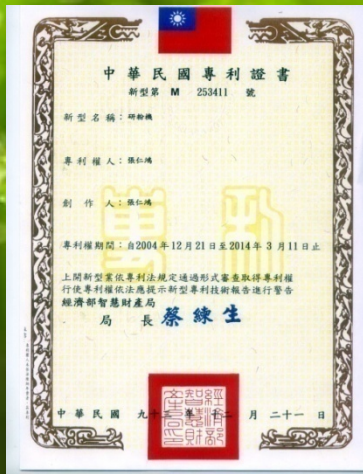 中華民國專利證書
新型第 M 253411 號
新型名稱：研粉機
專利權人：張仁鴻
創作人：張仁鴻
專利權期間：自2004年12月21日至2014年3月11日止
上開新型業依專利法規定通過形式審查取得專利權
行使專利權依法應提示新型專利技術報告進行警告
經濟部智慧財產局
局長 蔡練生
中華民國 九十三 年 十二 月 二十一 日